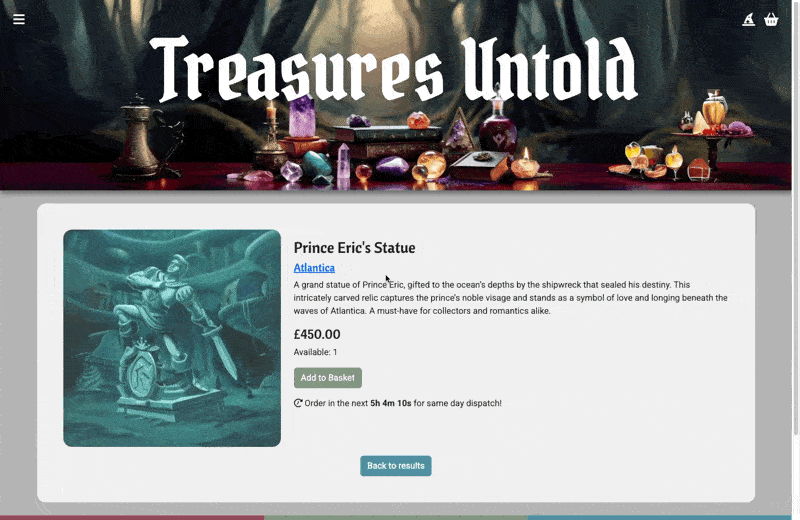 Treasures Untold
Prince Eric's Statue
Atlantica
A grand statue of Prince Eric, gifted to the ocean's depths by the shipwreck that sealed his destiny. This
intricately carved relic captures the prince's noble visage and stands as a symbol of love and longing beneath the
waves of Atlantica. A must-have for collectors and romantics alike.
£450.00
Available: 1
Add to Basket
Order in the next 5h 4m 10s for same day dispatch!
Back to results